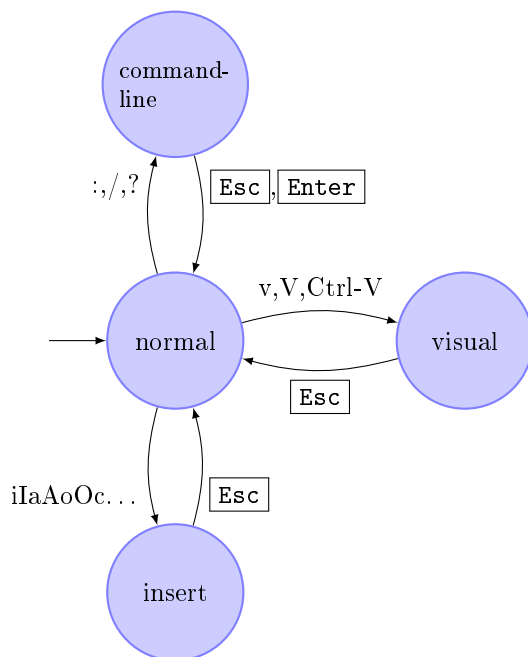 command-
line
:,/,?
Esc,Enter
v,V,Ctrl-V
normal
visual
Esc
iIaAoOc...
Esc
insert